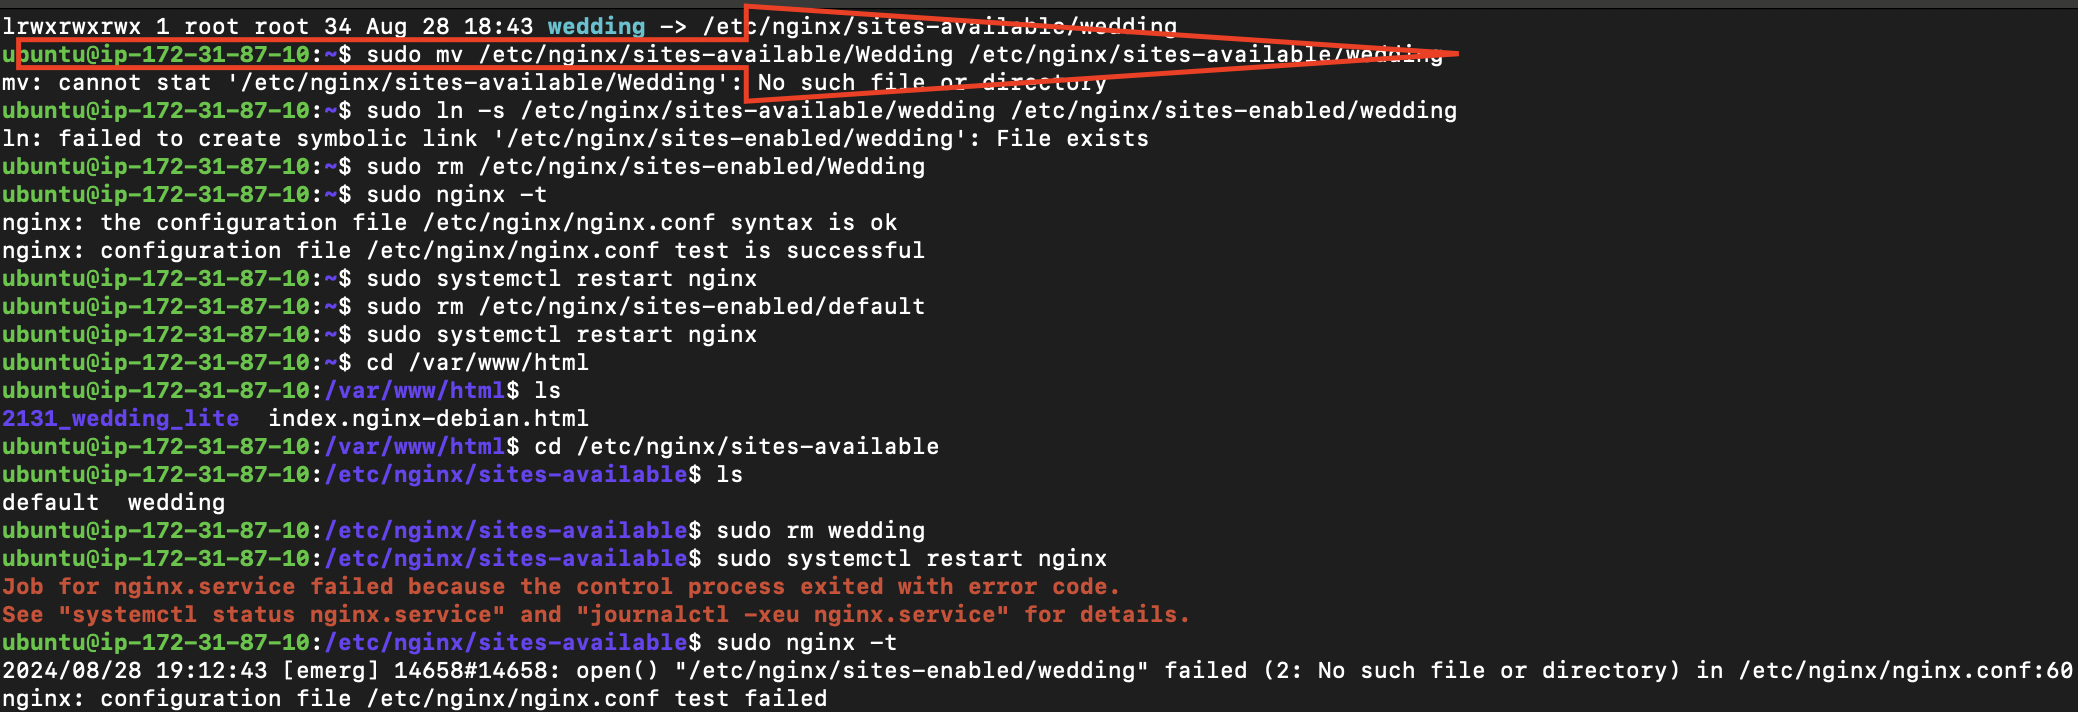 lrwxrwxrwx 1 root root 34 Aug 28 18:43 wedding -> /etc/nginx/sites-available/wedding
ubuntu@ip-172-31-87-10:~$ sudo mv /etc/nginx/sites-available/Wedding /etc/nginx/sites-available/wedding
mv: cannot stat '/etc/nginx/sites-available/Wedding': No such file or directory
ubuntu@ip-172-31-87-10:~$ sudo ln -s /etc/nginx/sites-available/wedding /etc/nginx/sites-enabled/wedding
ln: failed to create symbolic link '/etc/nginx/sites-enabled/wedding': File exists
ubuntu@ip-172-31-87-10:~$ sudo rm /etc/nginx/sites-enabled/Wedding
ubuntu@ip-172-31-87-10:~$ sudo nginx -t
nginx: the configuration file /etc/nginx/nginx.conf syntax is ok
nginx: configuration file /etc/nginx/nginx.conf test is successful
ubuntu@ip-172-31-87-10:~$ sudo systemctl restart nginx
ubuntu@ip-172-31-87-10:~$ sudo rm /etc/nginx/sites-enabled/default
ubuntu@ip-172-31-87-10:~$ sudo systemctl restart nginx
ubuntu@ip-172-31-87-10:~$ cd /var/www/html
ubuntu@ip-172-31-87-10:/var/www/html$ ls
2131_wedding_lite  index.nginx-debian.html
ubuntu@ip-172-31-87-10:/var/www/html$ cd /etc/nginx/sites-available
ubuntu@ip-172-31-87-10:/etc/nginx/sites-available$ ls
default  wedding
ubuntu@ip-172-31-87-10:/etc/nginx/sites-available$ sudo rm wedding
ubuntu@ip-172-31-87-10:/etc/nginx/sites-available$ sudo systemctl restart nginx
Job for nginx.service failed because the control process exited with error code.
See "systemctl status nginx.service" and "journalctl -xeu nginx.service" for details.
ubuntu@ip-172-31-87-10:/etc/nginx/sites-available$ sudo nginx -t
2024/08/28 19:12:43 [emerg] 14658#14658: open() "/etc/nginx/sites-enabled/wedding" failed (2: No such file or directory) in /etc/nginx/nginx.conf:60
nginx: configuration file /etc/nginx/nginx.conf test failed